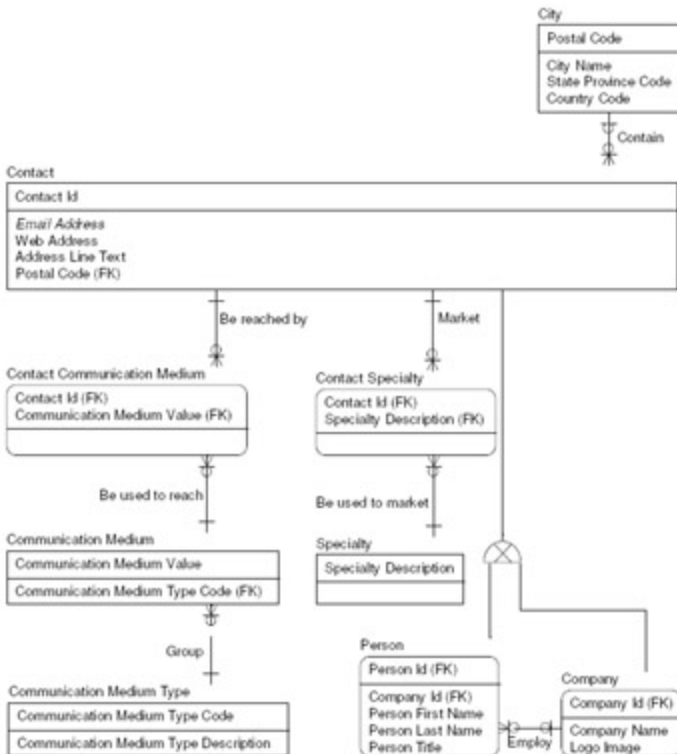 City
Postal Code
City Name
State Province Code
Country Code
Contain
Contact
Contact Id
Email Address
Web Address
Address Line Text
Postal Code (FK)
Be reached by
Market
Contact Communication Medium
Contact Id (FK)
Communication Medium Value (FK)
Contact Specialty
Contact Id (FK)
Specialty Description (FK)
Be used to reach
Be used to market
Communication Medium
Communication Medium Value
Communication Medium Type Code (FK)
Specialty
Specialty Description
Group
Person
Person Id (FK)
Company Id (FK)
Person First Name
Person Last Name
Person Title
Employ
Company
Company Id (FK)
Company Name
Logo Image
Communication Medium Type
Communication Medium Type Code
Communication Medium Type Description